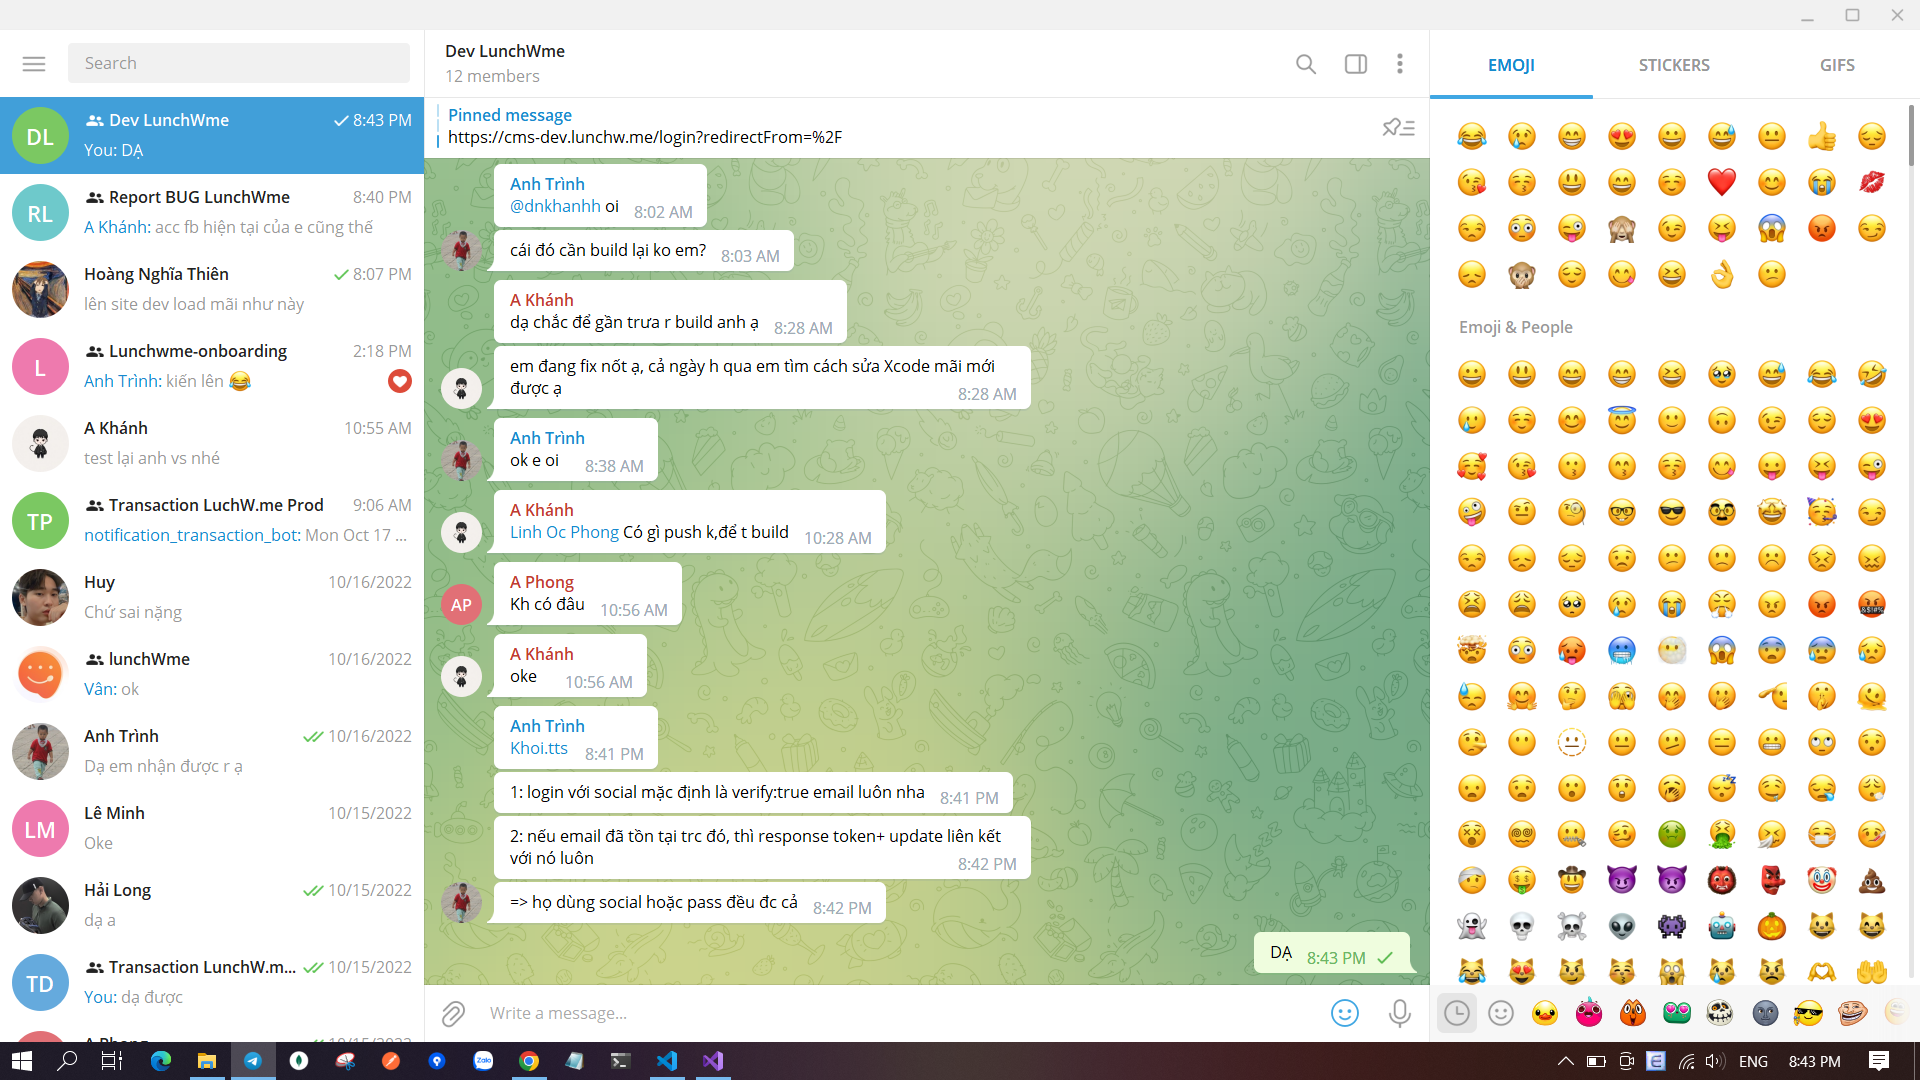 Search
DL
Dev LunchWme
8:43 PM
You: DẠ
RL
Report BUG LunchWme
8:40 PM
A Khánh: acc fb hiện tại của e cũng thế
Hoàng Nghĩa Thiên
8:07 PM
lên site dev load mãi như này
L
Lunchwme-onboarding
2:18 PM
Anh Trình: kiến lên 😂
A Khánh
10:55 AM
test lại anh vs nhé
TP
Transaction LuchW.me Prod
9:06 AM
notification_transaction_bot: Mon Oct 17 ...
Huy
10/16/2022
Chứ sai nặng
lunchWme
10/16/2022
Vân: ok
Anh Trình
10/16/2022
Dạ em nhận được r ạ
LM
Lê Minh
10/15/2022
Oke
Hải Long
10/15/2022
dạ a
TD
Transaction LunchW.m...
10/15/2022
You: dạ được
Dev LunchWme
12 members
Pinned message
https://cms-dev.lunchw.me/login?redirectFrom=%2F
Anh Trình
@dnkhanhh oi 8:02 AM
cái đó cần build lại ko em? 8:03 AM
A Khánh
dạ chắc để gần trưa r build anh ạ 8:28 AM
em đang fix nốt ạ, cả ngày h qua em tìm cách sửa Xcode mãi mới
được ạ 8:28 AM
Anh Trình
ok e oi 8:38 AM
A Khánh
Linh Oc Phong Có gì push k,để t build 10:28 AM
AP
A Phong
Kh có đâu 10:56 AM
A Khánh
oke 10:56 AM
Anh Trình
Khoi.tts 8:41 PM
1: login với social mặc định là verify:true email luôn nha 8:41 PM
2: nếu email đã tồn tại trc đó, thì response token+ update liên kết
với nó luôn 8:42 PM
=> họ dùng social hoặc pass đều đc cả 8:42 PM
DẠ 8:43 PM
Write a message...
EMOJI
STICKERS
GIFS
Emoji & People
Zalo
ENG
8:43 PM